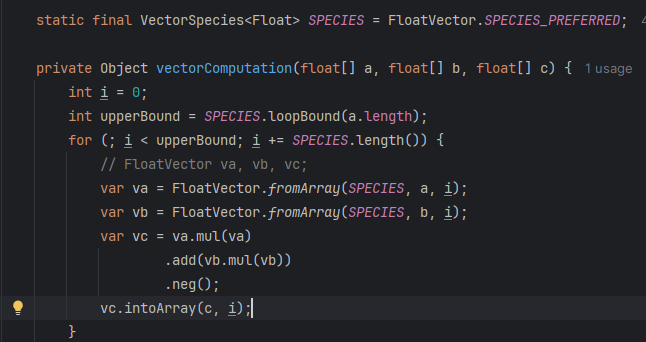 static final VectorSpecies<Float> SPECIES = FloatVector.SPECIES_PREFERRED;
private Object vectorComputation(float[] a, float[] b, float[] c) { 1 usage
int i = 0;
int upperBound = SPECIES.loopBound(a.length);
for (; i < upperBound; i += SPECIES.length()) {
// FloatVector va, vb, vc;
var va = FloatVector.fromArray(SPECIES, a, i);
var vb = FloatVector.fromArray(SPECIES, b, i);
var vc = va.mul(va)
.add(vb.mul(vb))
.neg();
vc.intoArray(c, i);
}